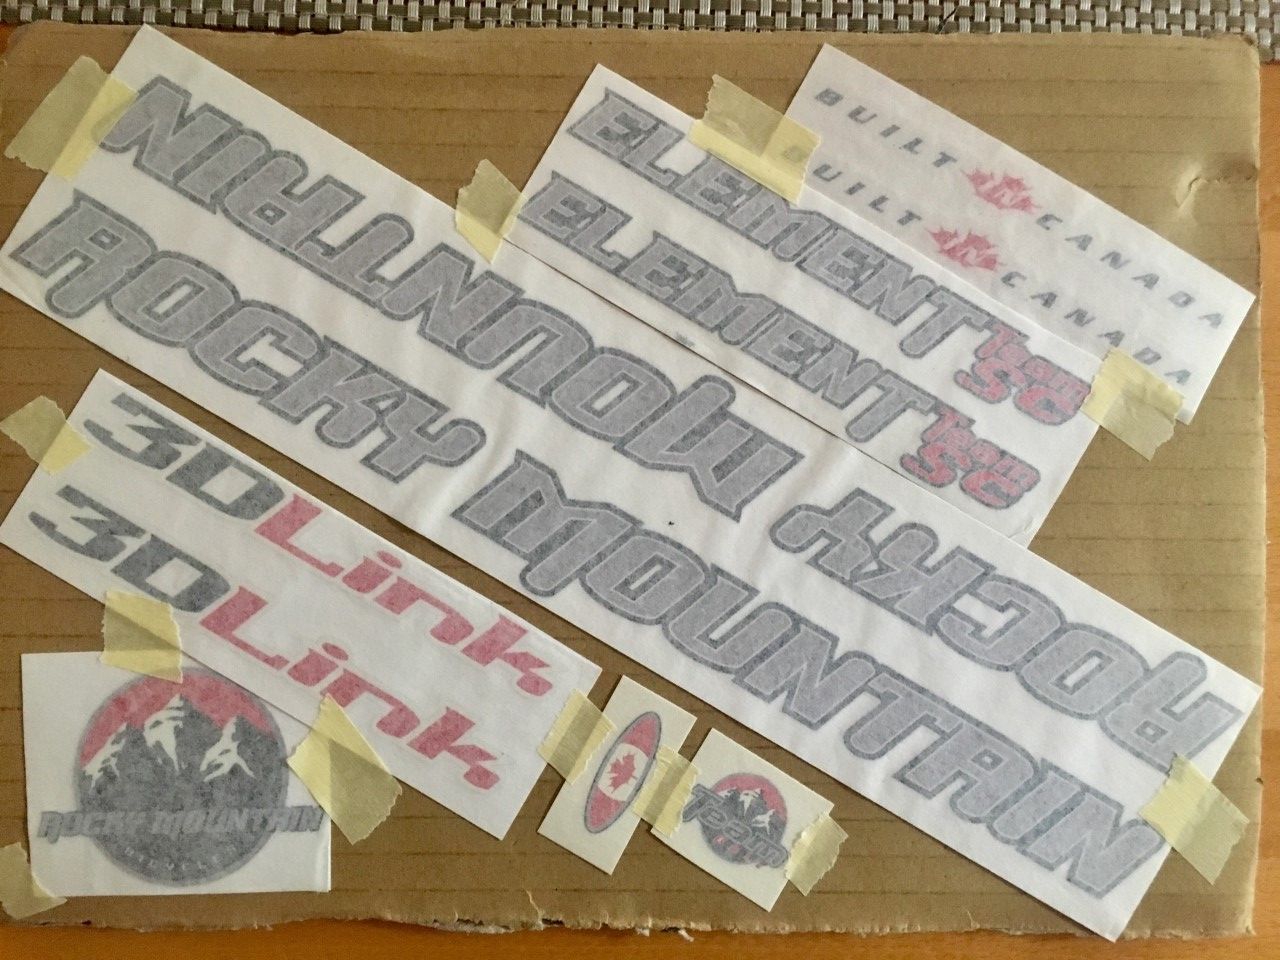 BUILT IN CANADA
BUILT IN CANADA
ELEMENT Team SC
ELEMENT Team SC
ROCKY MOUNTAIN
ROCKY MOUNTAIN
3DLink
3DLink
ROCKY MOUNTAIN
Team